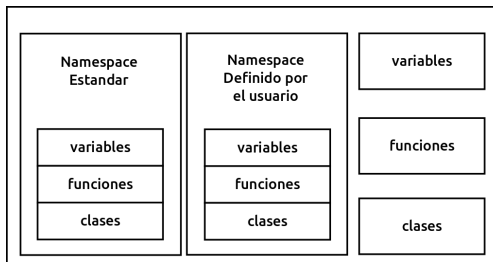 Namespace
Estandar
variables
funciones
clases
Namespace
Definido por
el usuario
variables
funciones
clases
variables
funciones
clases